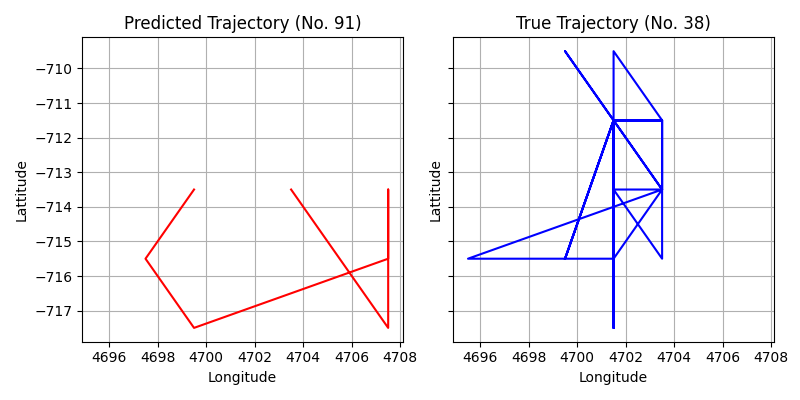 Predicted Trajectory (No. 91)
True Trajectory (No. 38)
−710
−711
−712
−713
−714
−715
−716
−717
Lattitude
Lattitude
4696 4698 4700 4702 4704 4706 4708
4696 4698 4700 4702 4704 4706 4708
Longitude
Longitude